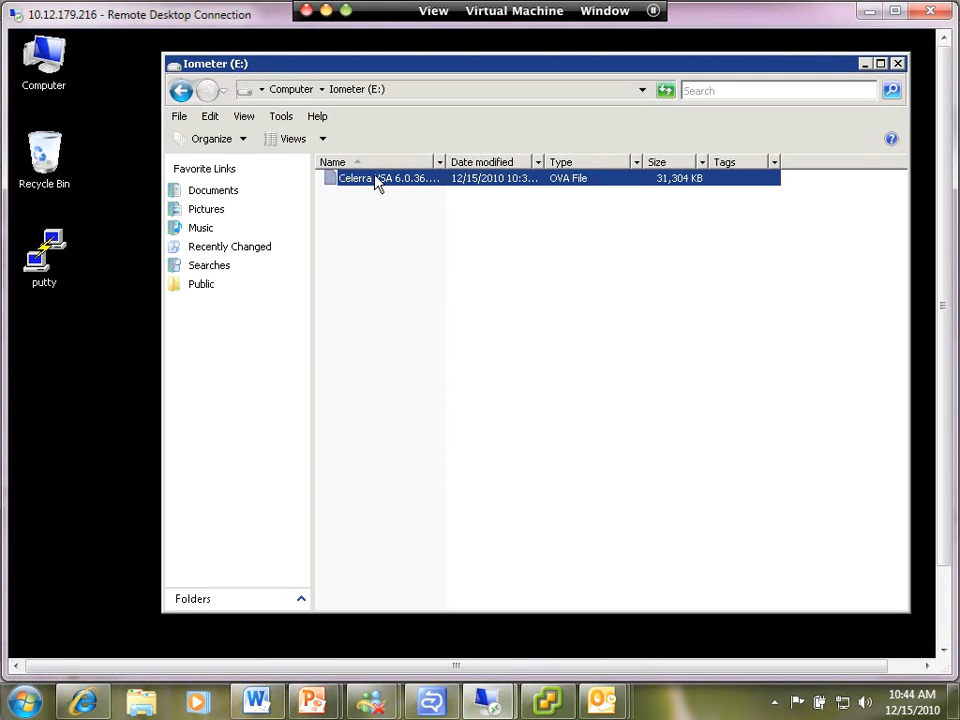 10.12.179.216 - Remote Desktop Connection
View Virtual Machine Window
Computer
Recycle Bin
putty
Iometer (E:)
Computer Iometer (E:)
Search
File Edit View Tools Help
Organize Views
Favorite Links
Documents
Pictures
Music
Recently Changed
Searches
Public
Folders
Name Date modified Type Size Tags
Celerra VSA 6.0.36.... 12/15/2010 10:3... OVA File 31,304 KB
10:44 AM
12/15/2010